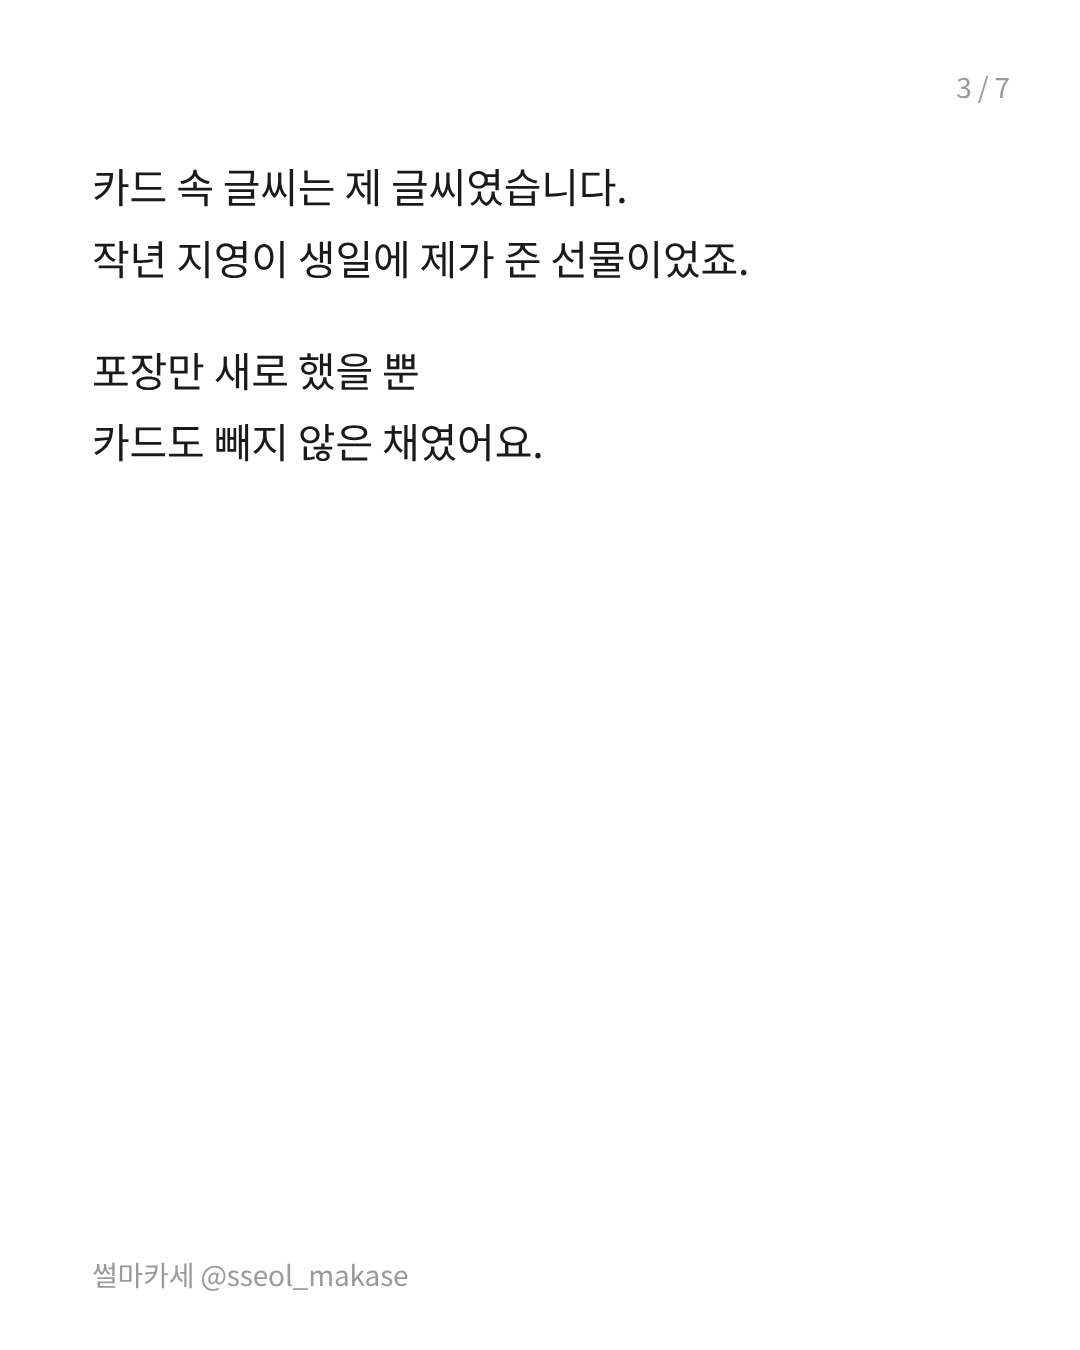 3 / 7
카드 속 글씨는 제 글씨였습니다.
작년 지영이 생일에 제가 준 선물이었죠.
포장만 새로 했을 뿐
카드도 빼지 않은 채였어요.
썰마카세 @sseol_makase